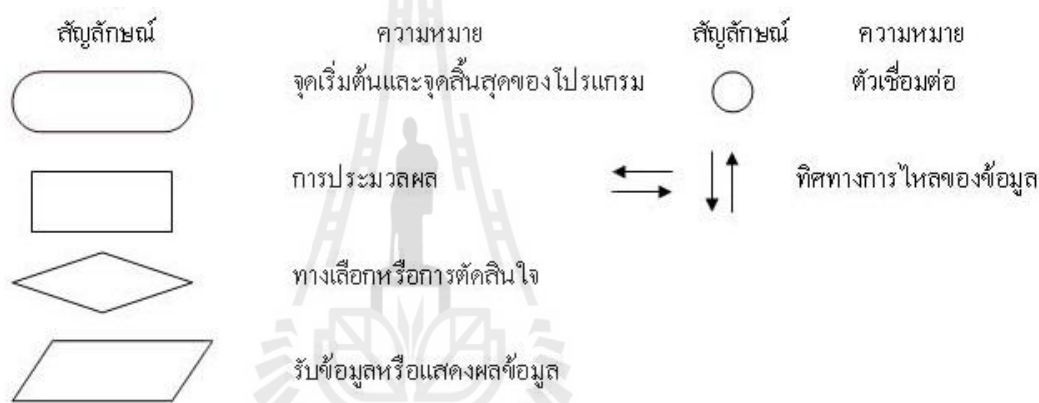 สัญลักษณ์ ความหมาย สัญลักษณ์ ความหมาย
จุดเริ่มต้นและจุดสิ้นสุดของโปรแกรม ตัวเชื่อมต่อ
การประมวลผล ทิศทางการไหลของข้อมูล
ทางเลือกหรือการตัดสินใจ
รับข้อมูลหรือแสดงผลข้อมูล